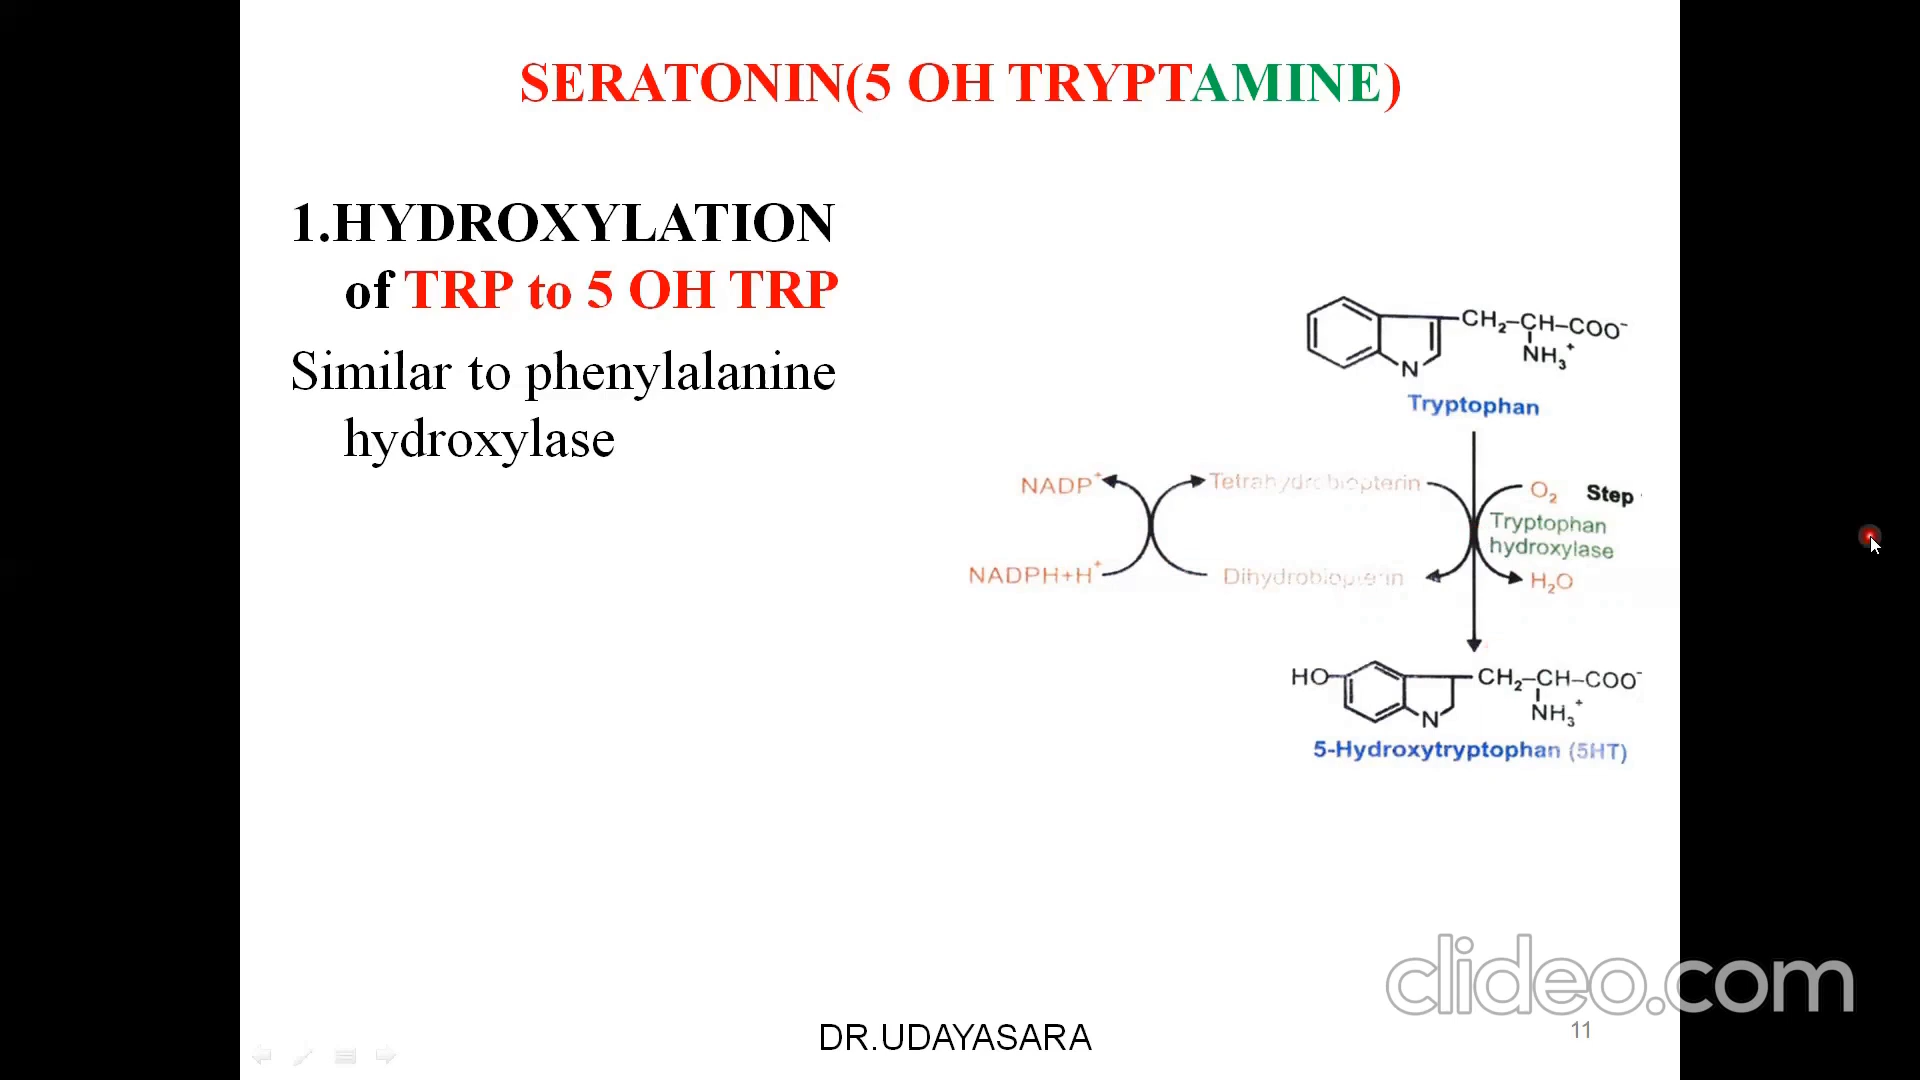 SERATONIN(5 OH TRYPTAMINE)
1.HYDROXYLATION
of TRP to 5 OH TRP
Similar to phenylalanine
hydroxylase
CH2–CH–COO-
NH3+
N
Tryptophan
NADP+
Tetrahydrobiopterin
O2
Step
Tryptophan
hydroxylase
NADPH+H+
Dihydrobiopterin
H2O
HO
CH2–CH–COO-
NH3+
N
5-Hydroxytryptophan (5HT)
clideo.com
DR.UDAYASARA
11